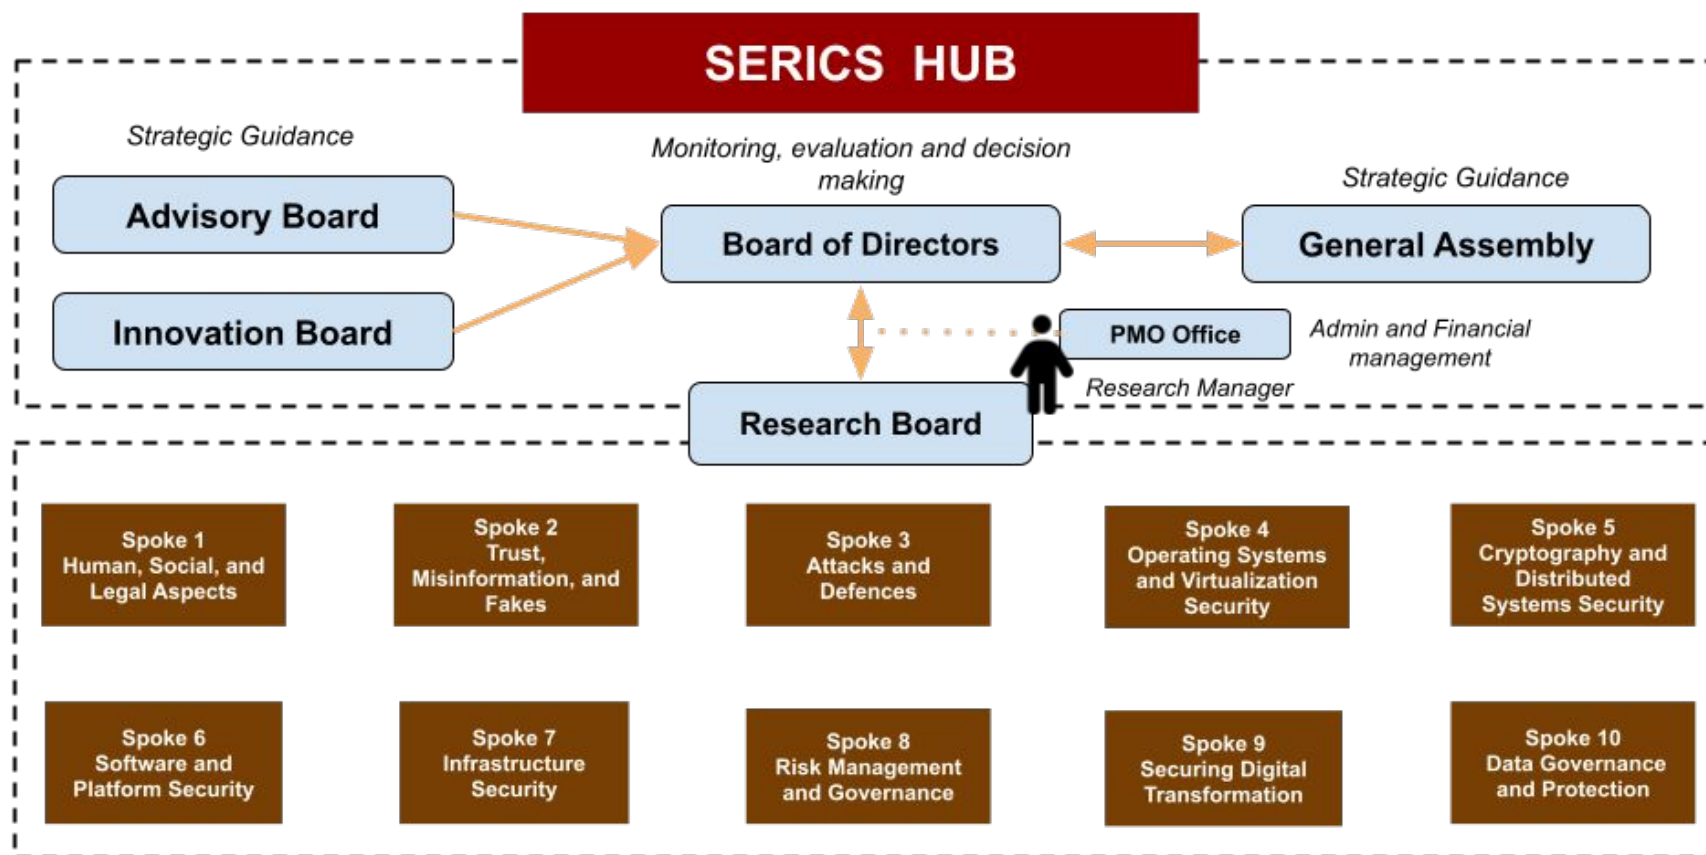 SERICS HUB
Strategic Guidance
Advisory Board
Innovation Board
Monitoring, evaluation and decision
making
Board of Directors
Strategic Guidance
General Assembly
PMO Office
Admin and Financial
management
Research Manager
Research Board
Spoke 1
Human, Social, and
Legal Aspects
Spoke 2
Trust,
Misinformation, and
Fakes
Spoke 3
Attacks and
Defences
Spoke 4
Operating Systems
and Virtualization
Security
Spoke 5
Cryptography and
Distributed
Systems Security
Spoke 6
Software and
Platform Security
Spoke 7
Infrastructure
Security
Spoke 8
Risk Management
and Governance
Spoke 9
Securing Digital
Transformation
Spoke 10
Data Governance
and Protection